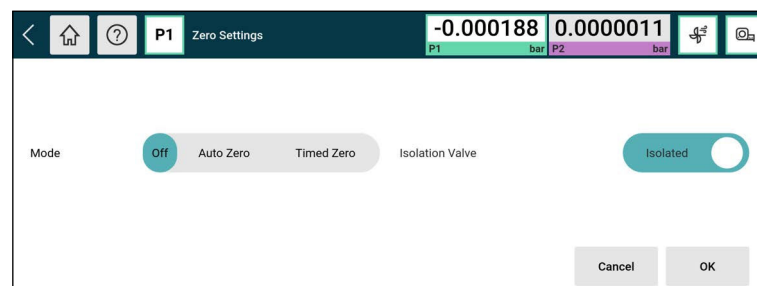 ? P1 Zero Settings -0.000188 0.0000011
P1 bar P2 bar
Mode Off Auto Zero Timed Zero Isolation Valve Isolated
Cancel OK